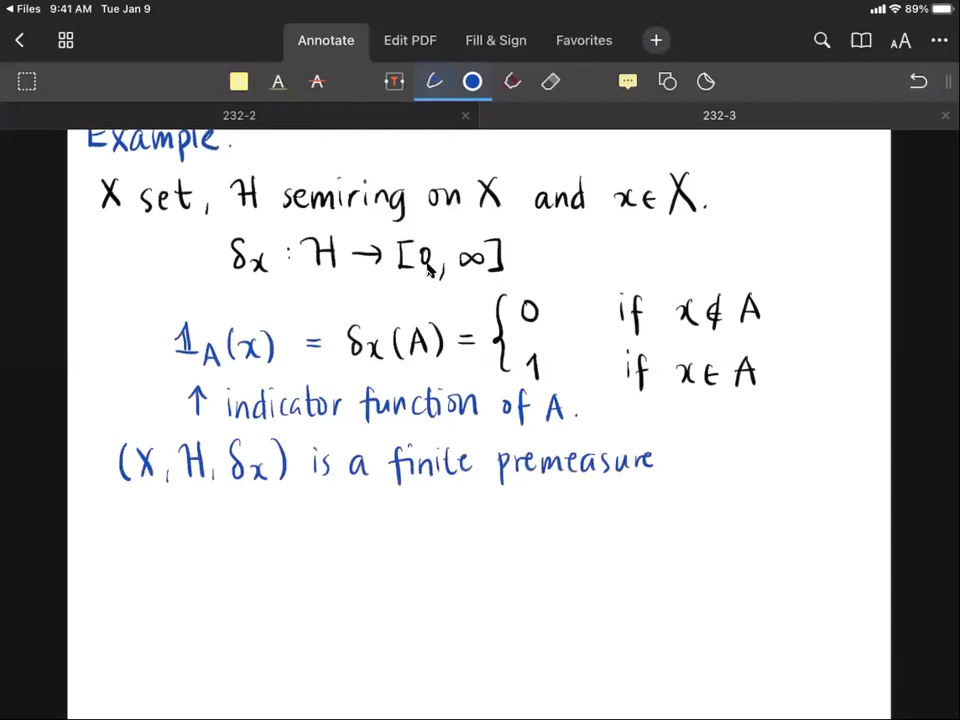 Files 9:41 AM Tue Jan 9 89%
Annotate Edit PDF Fill & Sign Favorites +
232-2 × 232-3 ×
Example.
X set, H semiring on X and x ∈ X.
δₓ : H → [0, ∞]
𝟙_A(x) = δₓ(A) = { 0 if x ∉ A
1 if x ∈ A
↑ indicator function of A.
(X, H, δₓ) is a finite premeasure